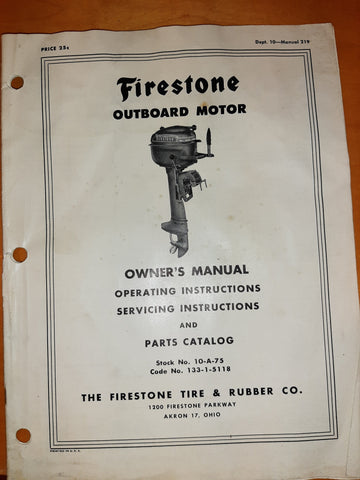 PRICE 25c
Dept. 10—Manual 219
Firestone
OUTBOARD MOTOR
OWNER'S MANUAL
OPERATING INSTRUCTIONS
SERVICING INSTRUCTIONS
AND
PARTS CATALOG
Stock No. 10-A-75
Code No. 133-1-5118
THE FIRESTONE TIRE & RUBBER CO.
1200 FIRESTONE PARKWAY
AKRON 17, OHIO
PRINTED IN U.S.A.